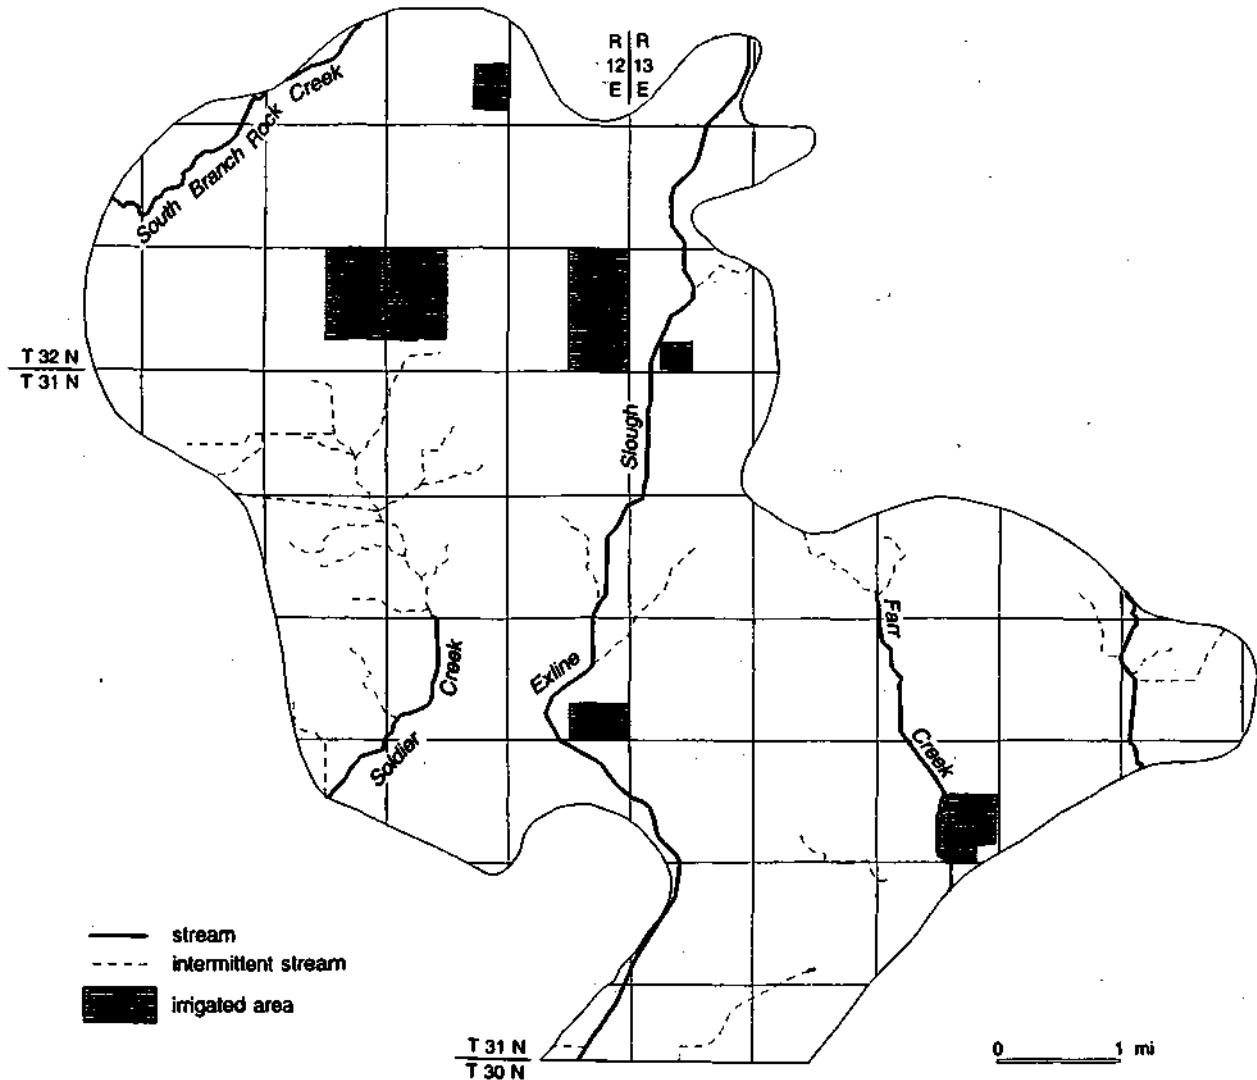 R R
12 13
E E
South Branch Rock Creek
T 32 N
T 31 N
Slough
Farr
Creek
Exline
Creek
Soldier
stream
intermittent stream
irrigated area
T 31 N
T 30 N
0 1 mi